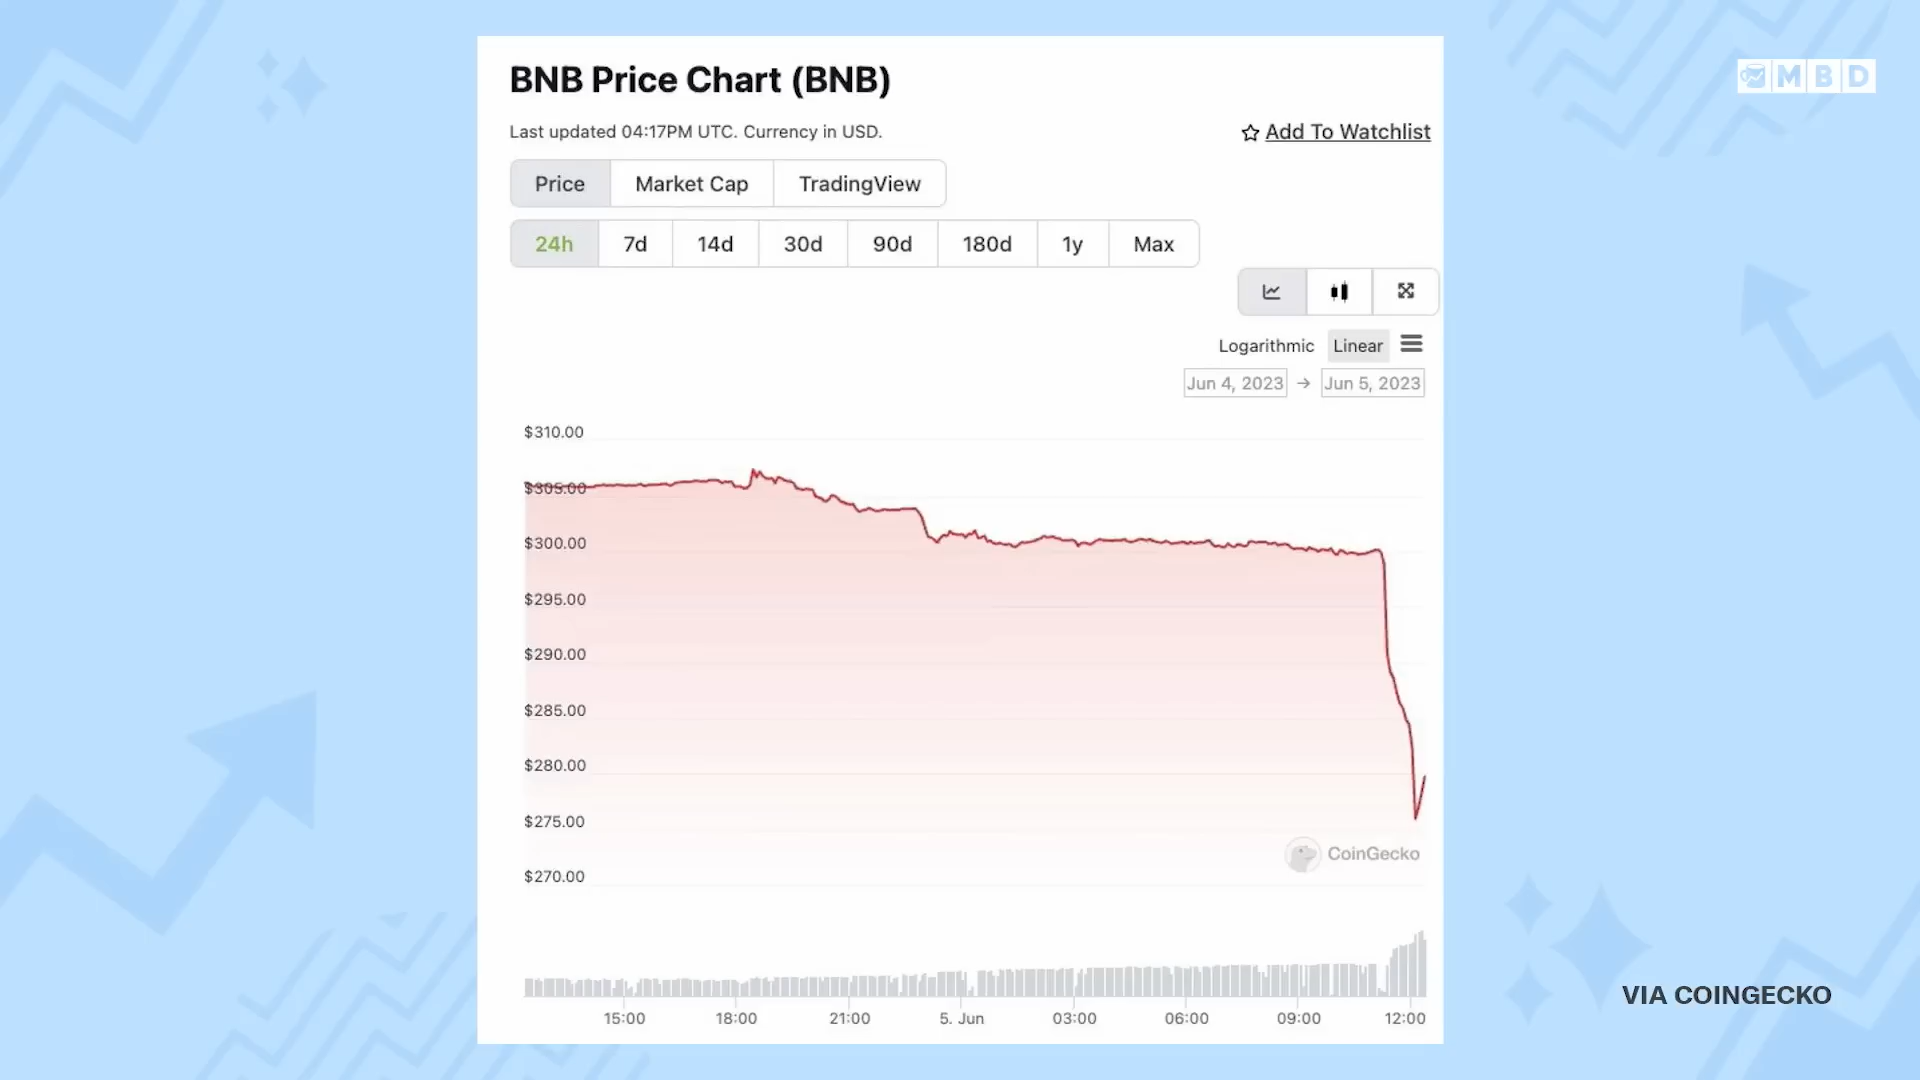 BNB Price Chart (BNB)
MBD
Last updated 04:17PM UTC. Currency in USD.
Add To Watchlist
Price Market Cap TradingView
24h 7d 14d 30d 90d 180d 1y Max
Logarithmic Linear
Jun 4, 2023 → Jun 5, 2023
$310.00
$305.00
$300.00
$295.00
$290.00
$285.00
$280.00
$275.00
CoinGecko
$270.00
VIA COINGECKO
15:00 18:00 21:00 5. Jun 03:00 06:00 09:00 12:00